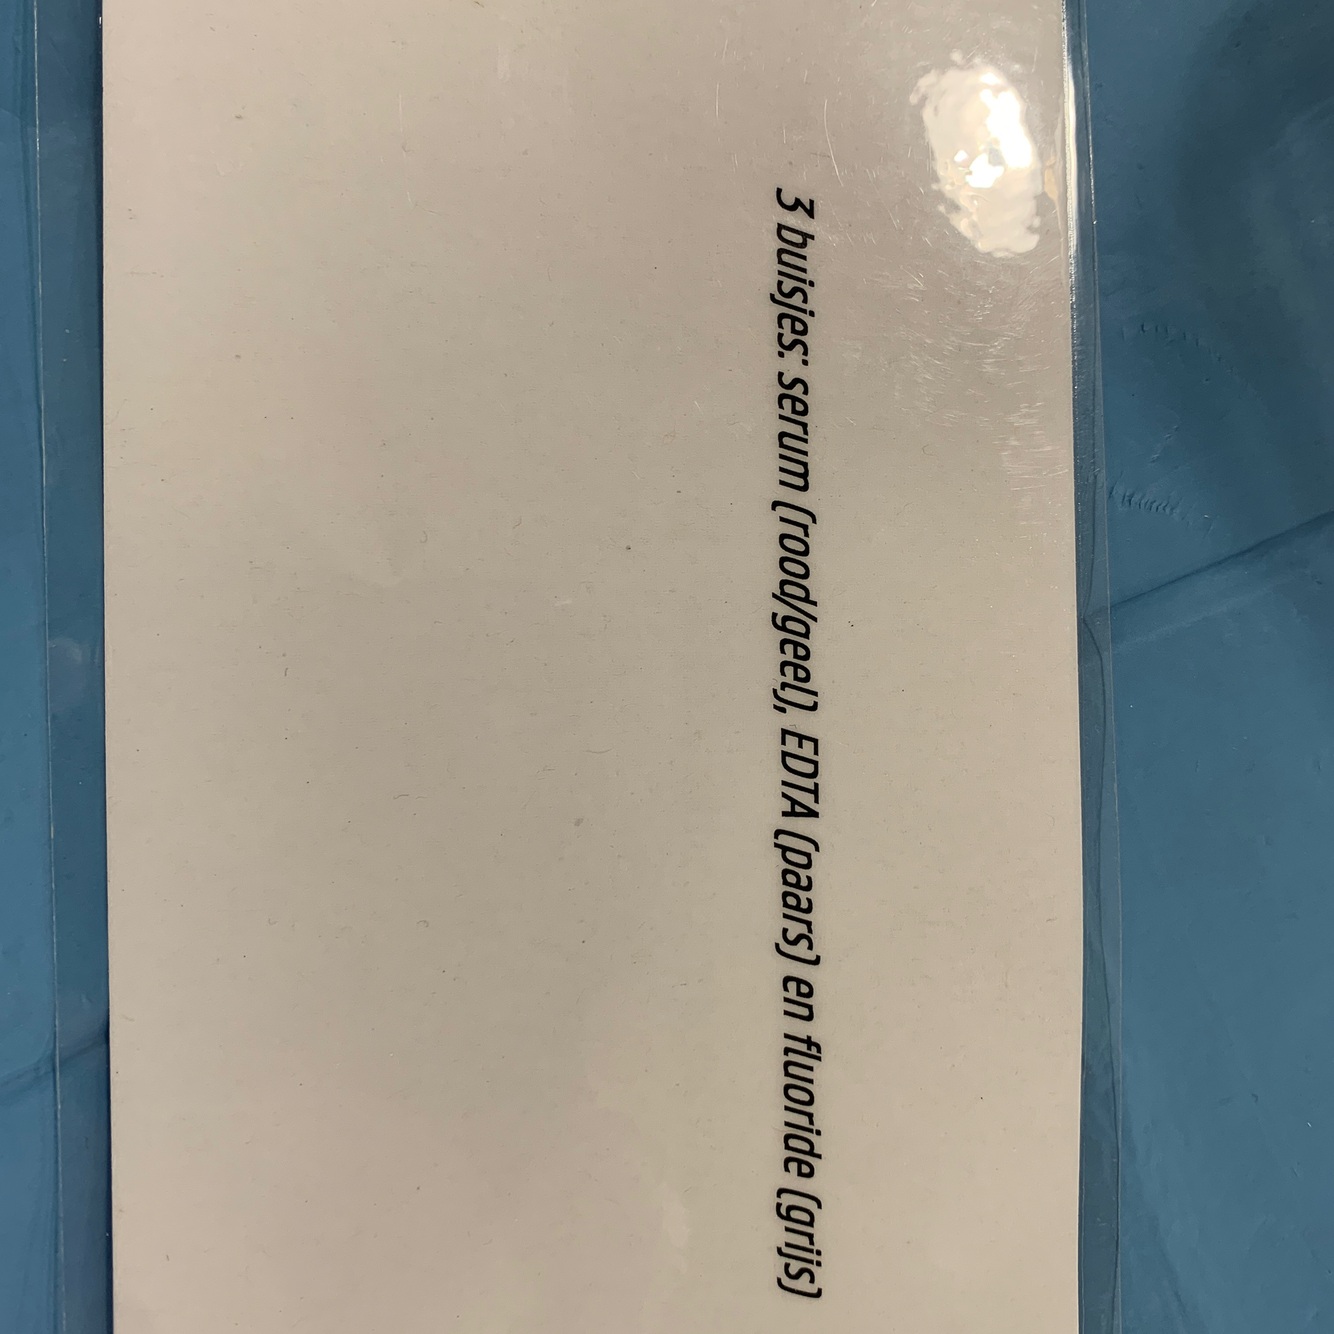 3 buisjes: serum (rood/geel), EDTA (paars) en fluoride (grijs)